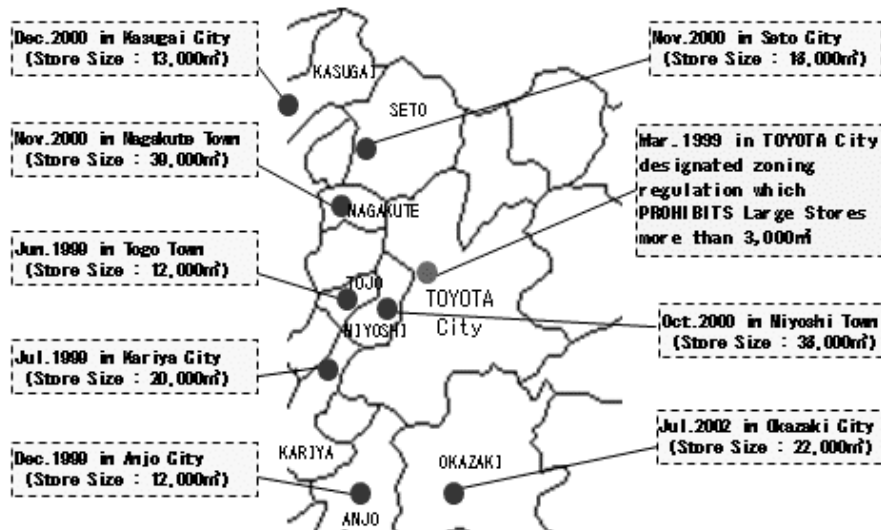 Dec.2000 in Kasugai City
(Store Size : 13,000㎡)
Nov.2000 in Nagakute Town
(Store Size : 39,000㎡)
Jun.1999 in Togo Town
(Store Size : 12,000㎡)
Jul.1999 in Kariya City
(Store Size : 20,000㎡)
Dec.1999 in Anjo City
(Store Size : 12,000㎡)
KASUGAI
SETO
NAGAKUTE
TOJO
NIYOSHI
TOYOTA
City
KARIYA
OKAZAKI
ANJO
Nov.2000 in Seto City
(Store Size : 18,000㎡)
Mar.1999 in TOYOTA City
designated zoning
regulation which
PROHIBITS Large Stores
more than 3,000㎡
Oct.2000 in Niyoshi Town
(Store Size : 38,000㎡)
Jul.2002 in Okazaki City
(Store Size : 22,000㎡)